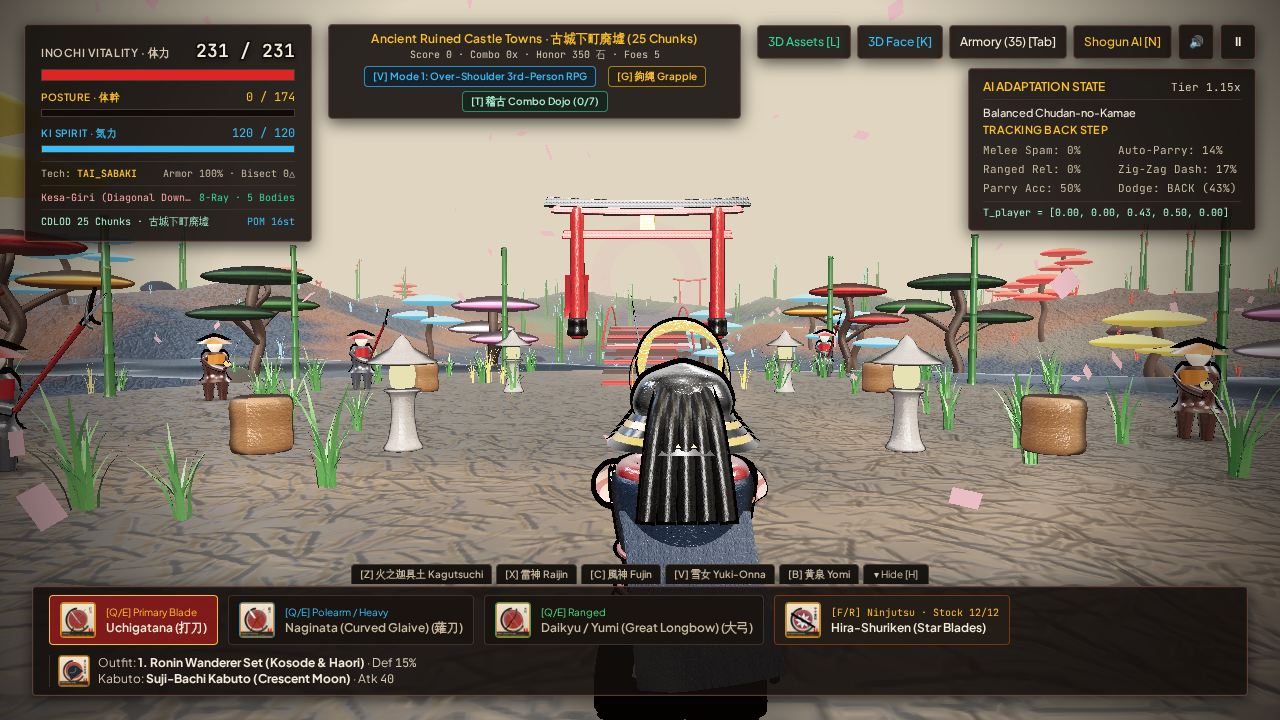 INOCHI VITALITY · 体力 231 / 231
POSTURE · 体幹 0 / 174
KI SPIRIT · 気力 120 / 120
Tech: TAI_SABAKI Armor 100% · Bisect 0△
Kesa-Giri (Diagonal Down… 8-Ray · 5 Bodies
CDLOD 25 Chunks · 古城下町廃墟 POM 16st
Ancient Ruined Castle Towns · 古城下町廃墟 (25 Chunks)
Score 0 · Combo 0x · Honor 350 石 · Foes 5
[V] Mode 1: Over-Shoulder 3rd-Person RPG
[G] 鉤縄 Grapple
[T] 稽古 Combo Dojo (0/7)
3D Assets [L]
3D Face [K]
Armory (35) [Tab]
Shogun AI [N]
AI ADAPTATION STATE Tier 1.15x
Balanced Chudan-no-Kamae
TRACKING BACK STEP
Melee Spam: 0% Auto-Parry: 14%
Ranged Rel: 0% Zig-Zag Dash: 17%
Parry Acc: 50% Dodge: BACK (43%)
T_player = [0.00, 0.00, 0.43, 0.50, 0.00]
[Z] 火之迦具土 Kagutsuchi
[X] 雷神 Raijin
[C] 風神 Fujin
[V] 雪女 Yuki-Onna
[B] 黄泉 Yomi
▾ Hide [H]
[Q/E] Primary Blade
Uchigatana (打刀)
[Q/E] Polearm / Heavy
Naginata (Curved Glaive) (薙刀)
[Q/E] Ranged
Daikyu / Yumi (Great Longbow) (大弓)
[F/R] Ninjutsu · Stock 12/12
Hira-Shuriken (Star Blades)
Outfit: 1. Ronin Wanderer Set (Kosode & Haori) · Def 15%
Kabuto: Suji-Bachi Kabuto (Crescent Moon) · Atk 40